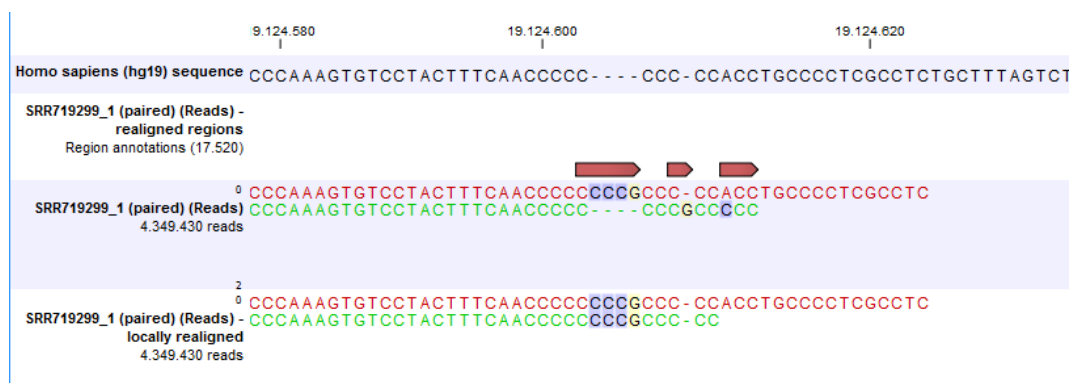 9.124.580 19.124.600 19.124.620
Homo sapiens (hg19) sequence CCCAAAGTGTCCTACTTTCAACCCCC----CCC-CCACCTGCCCCTCGCCTCTGCTTTAGTCT
SRR719299_1 (paired) (Reads) -
realigned regions
Region annotations (17.520)
0 CCCAAAGTGTCCTACTTTCAACCCCCCCCGCCC-CCACCTGCCCCTCGCCTC
SRR719299_1 (paired) (Reads) CCCAAAGTGTCCTACTTTCAACCCCC----CCCGCCCCC
4.349.430 reads
2
0 CCCAAAGTGTCCTACTTTCAACCCCCCCCGCCC-CCACCTGCCCCTCGCCTC
SRR719299_1 (paired) (Reads) - CCCAAAGTGTCCTACTTTCAACCCCCCCCGCCC-CC
locally realigned
4.349.430 reads